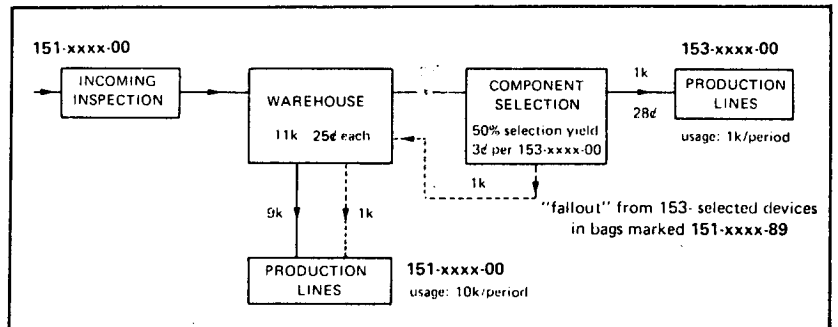 151-xxxx-00
INCOMING
INSPECTION
WAREHOUSE
11k 25¢ each
COMPONENT
SELECTION
50% selection yield
3¢ per 153-xxxx-00
1k
28¢
153-xxxx-00
PRODUCTION
LINES
usage: 1k/period
1k
"fallout" from 153- selected devices
in bags marked 151-xxxx-89
9k
1k
PRODUCTION
LINES
151-xxxx-00
usage: 10k/period